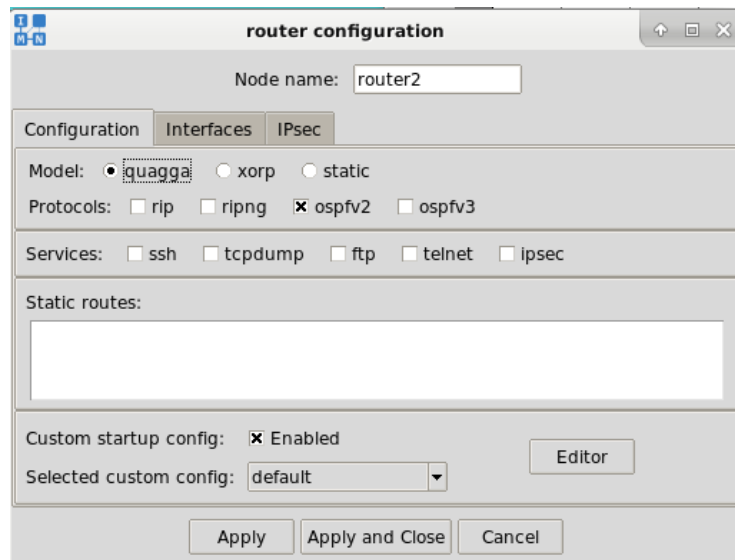 I
M-N
router configuration
Node name: router2
Configuration Interfaces IPsec
Model: quagga xorp static
Protocols: rip ripng ospfv2 ospfv3
Services: ssh tcpdump ftp telnet ipsec
Static routes:
Custom startup config: Enabled
Editor
Selected custom config: default
Apply Apply and Close Cancel